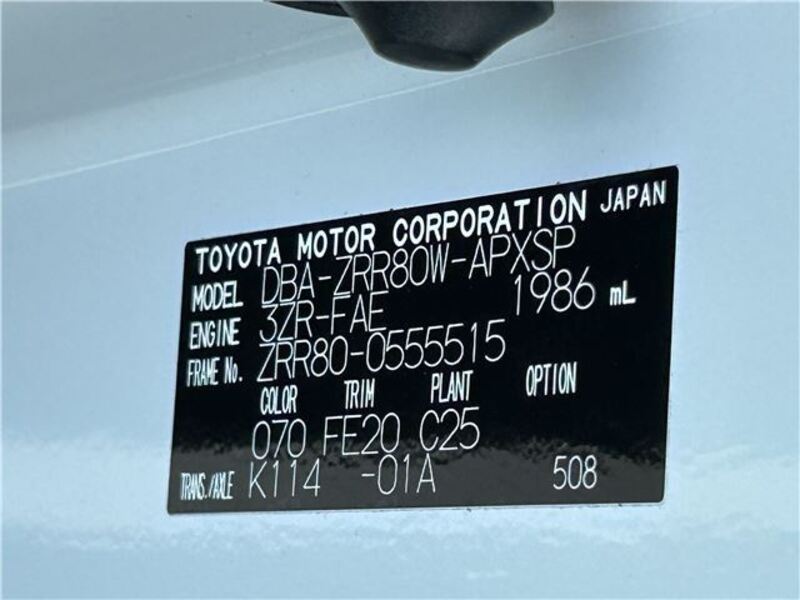 TOYOTA MOTOR CORPORATION JAPAN
MODEL DBA-ZRR80W-APXSP
ENGINE 3ZR-FAE 1986 mL
FRAME No. ZRR80-0555515
COLOR TRIM PLANT OPTION
070 FE20 C25
TRANS./AXLE K114 -01A 508